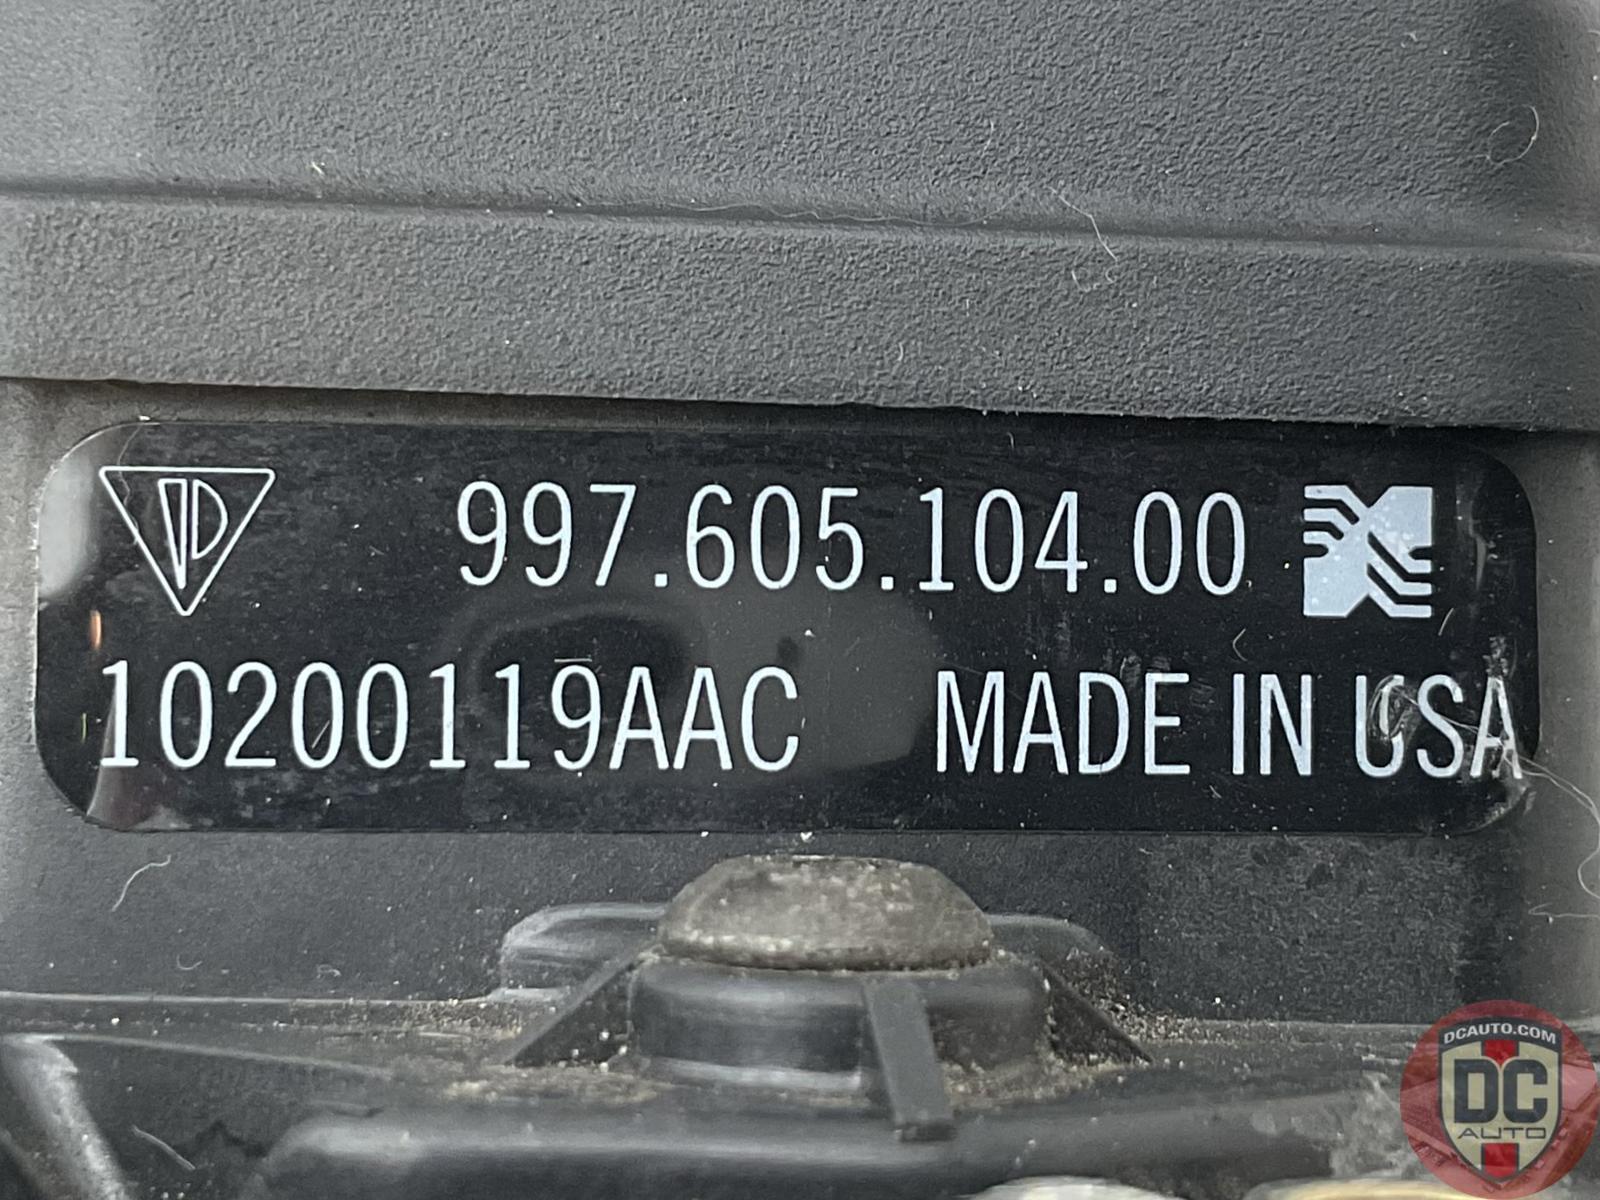 997.605.104.00
10200119AAC MADE IN USA
DCAUTO.COM
DC
AUTO